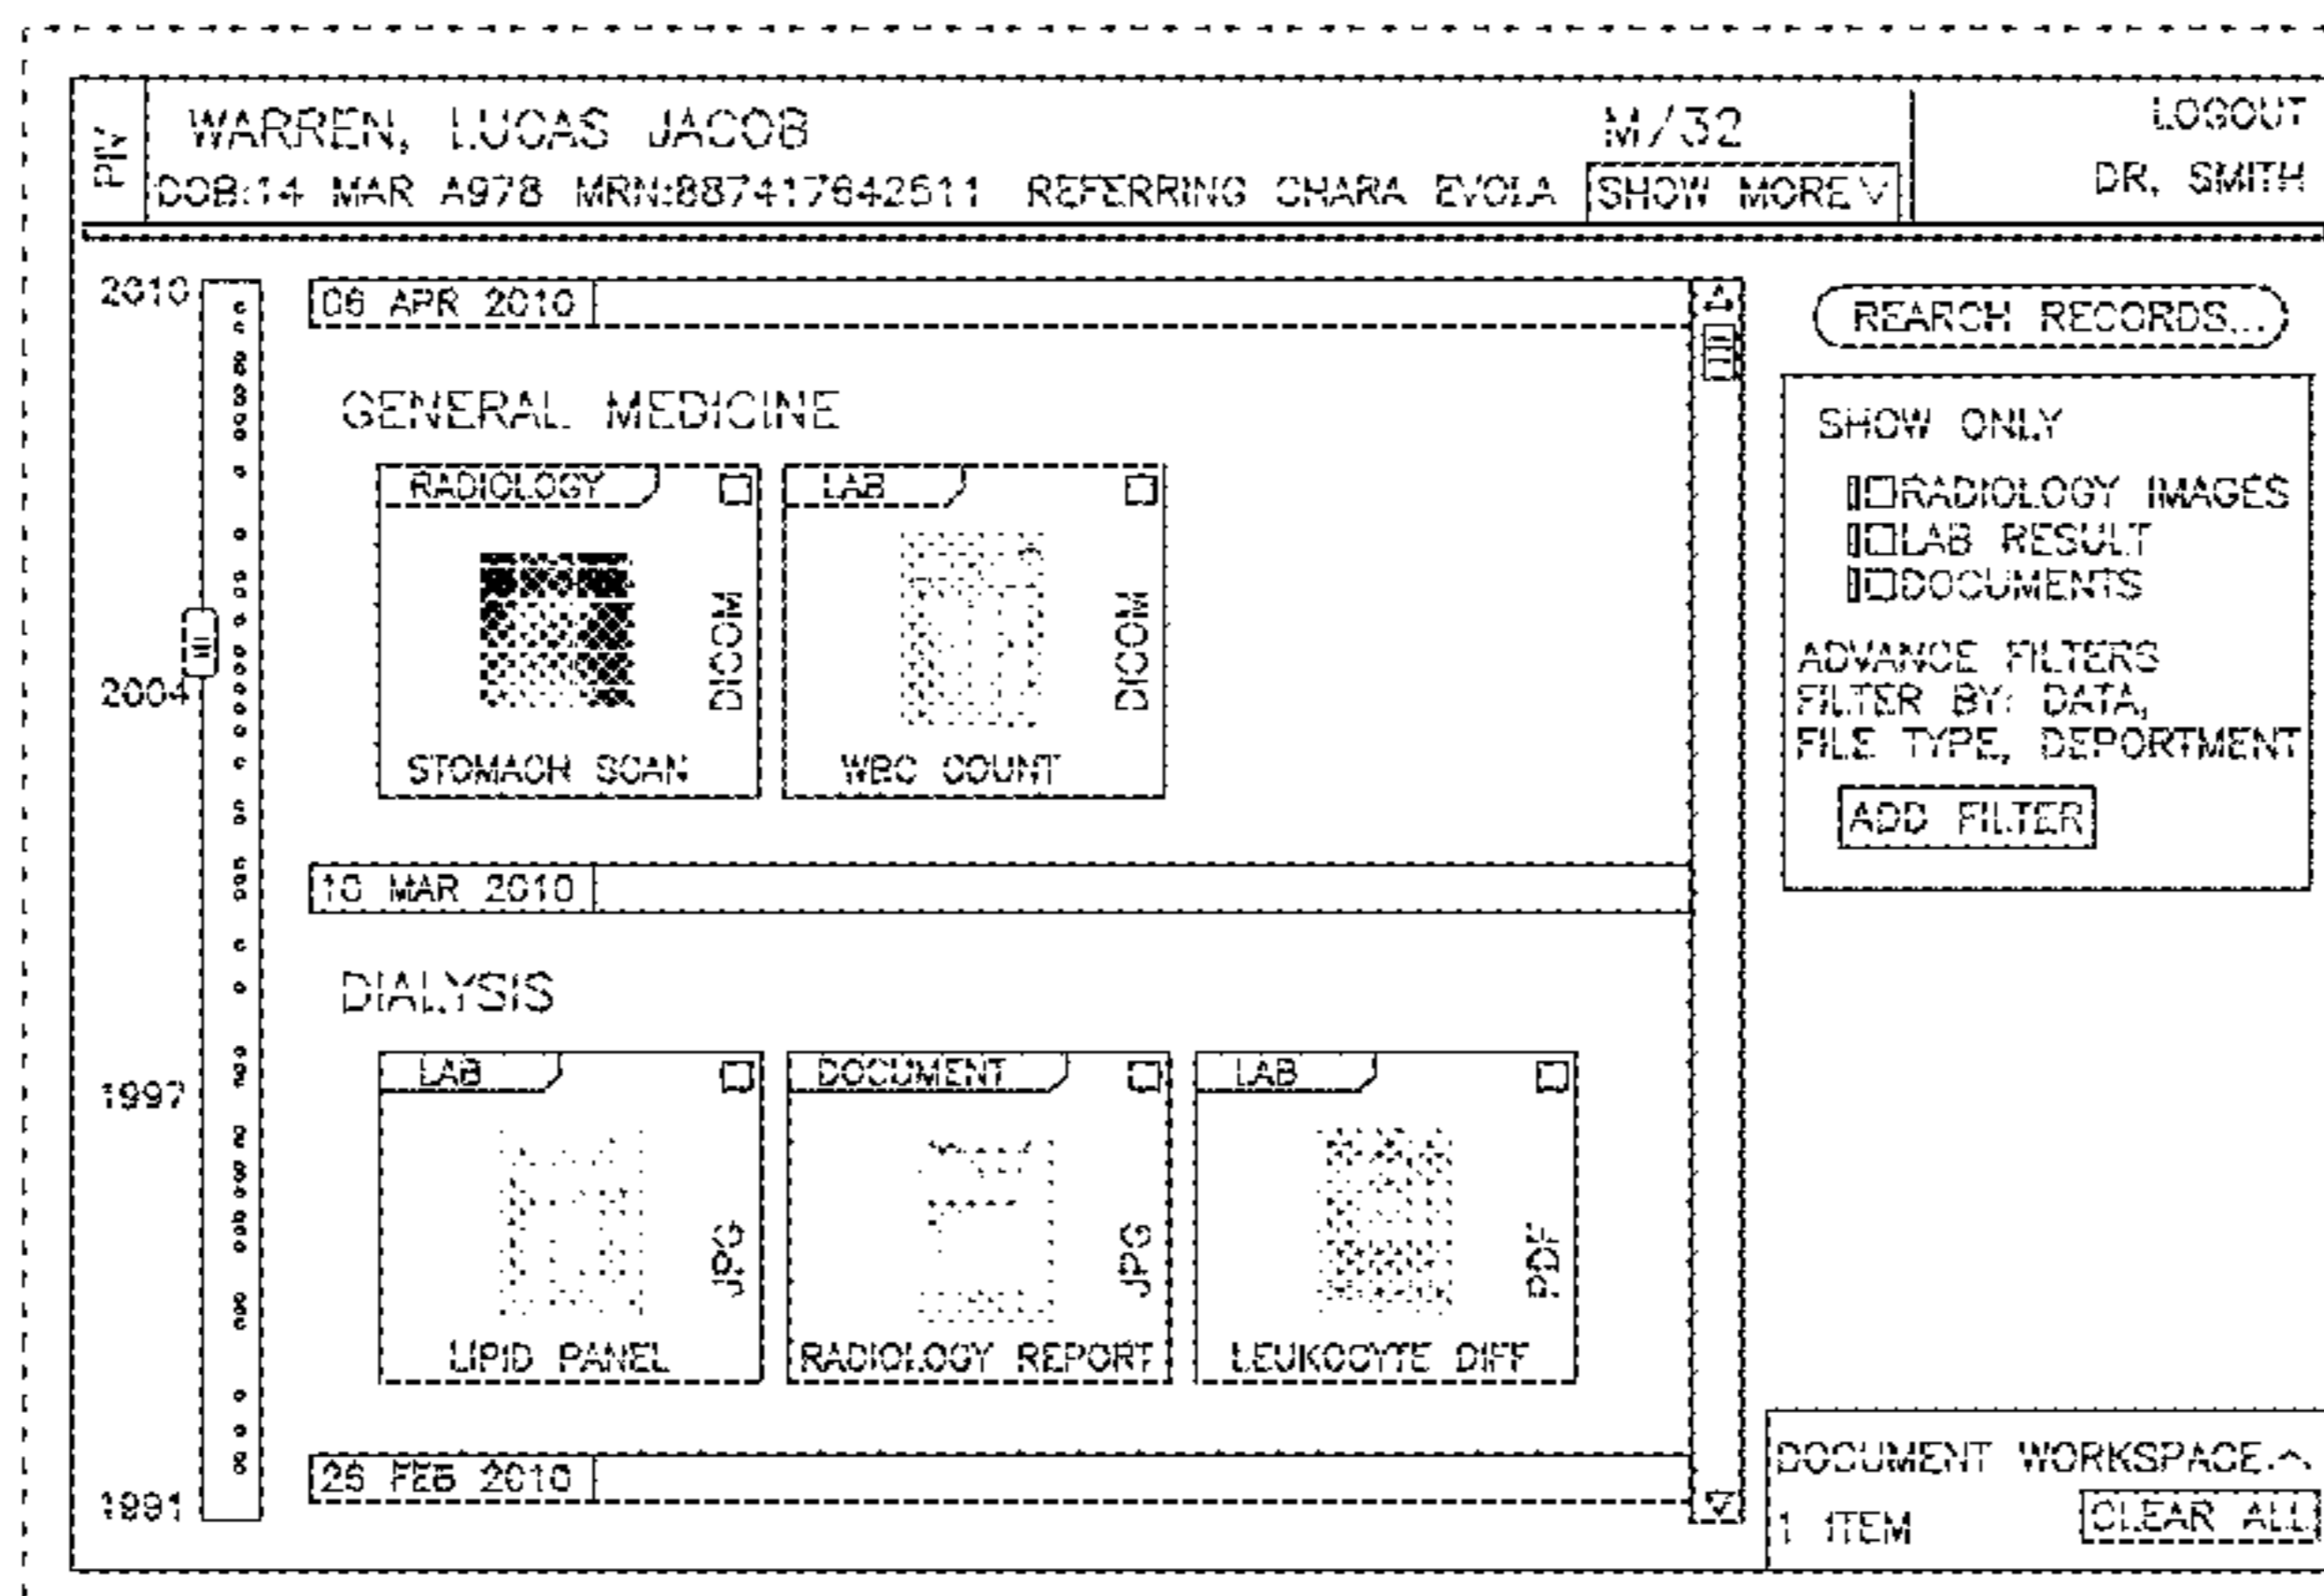 PIV
WARREN, LUCAS JACOB M/32
LOGOUT
DOB:14 MAR A978 MRN:887417642511 REFERRING CHARA EVOLA SHOW MORE
DR, SMITH
2010
2004
1997
1991
06 APR 2010
GENERAL MEDICINE
RADIOLOGY
DICOM
STOMACH SCAN
LAB
DICOM
WBC COUNT
10 MAR 2010
DIALYSIS
LAB
JPG
LIPID PANEL
DOCUMENT
JPG
RADIOLOGY REPORT
LAB
PDF
LEUKOCYTE DIFF
26 FEB 2010
REARCH RECORDS...
SHOW ONLY
RADIOLOGY IMAGES
LAB RESULT
DOCUMENTS
ADVANCE FILTERS
FILTER BY: DATA,
FILE TYPE, DEPORTMENT
ADD FILTER
DOCUMENT WORKSPACE
1 ITEM CLEAR ALL